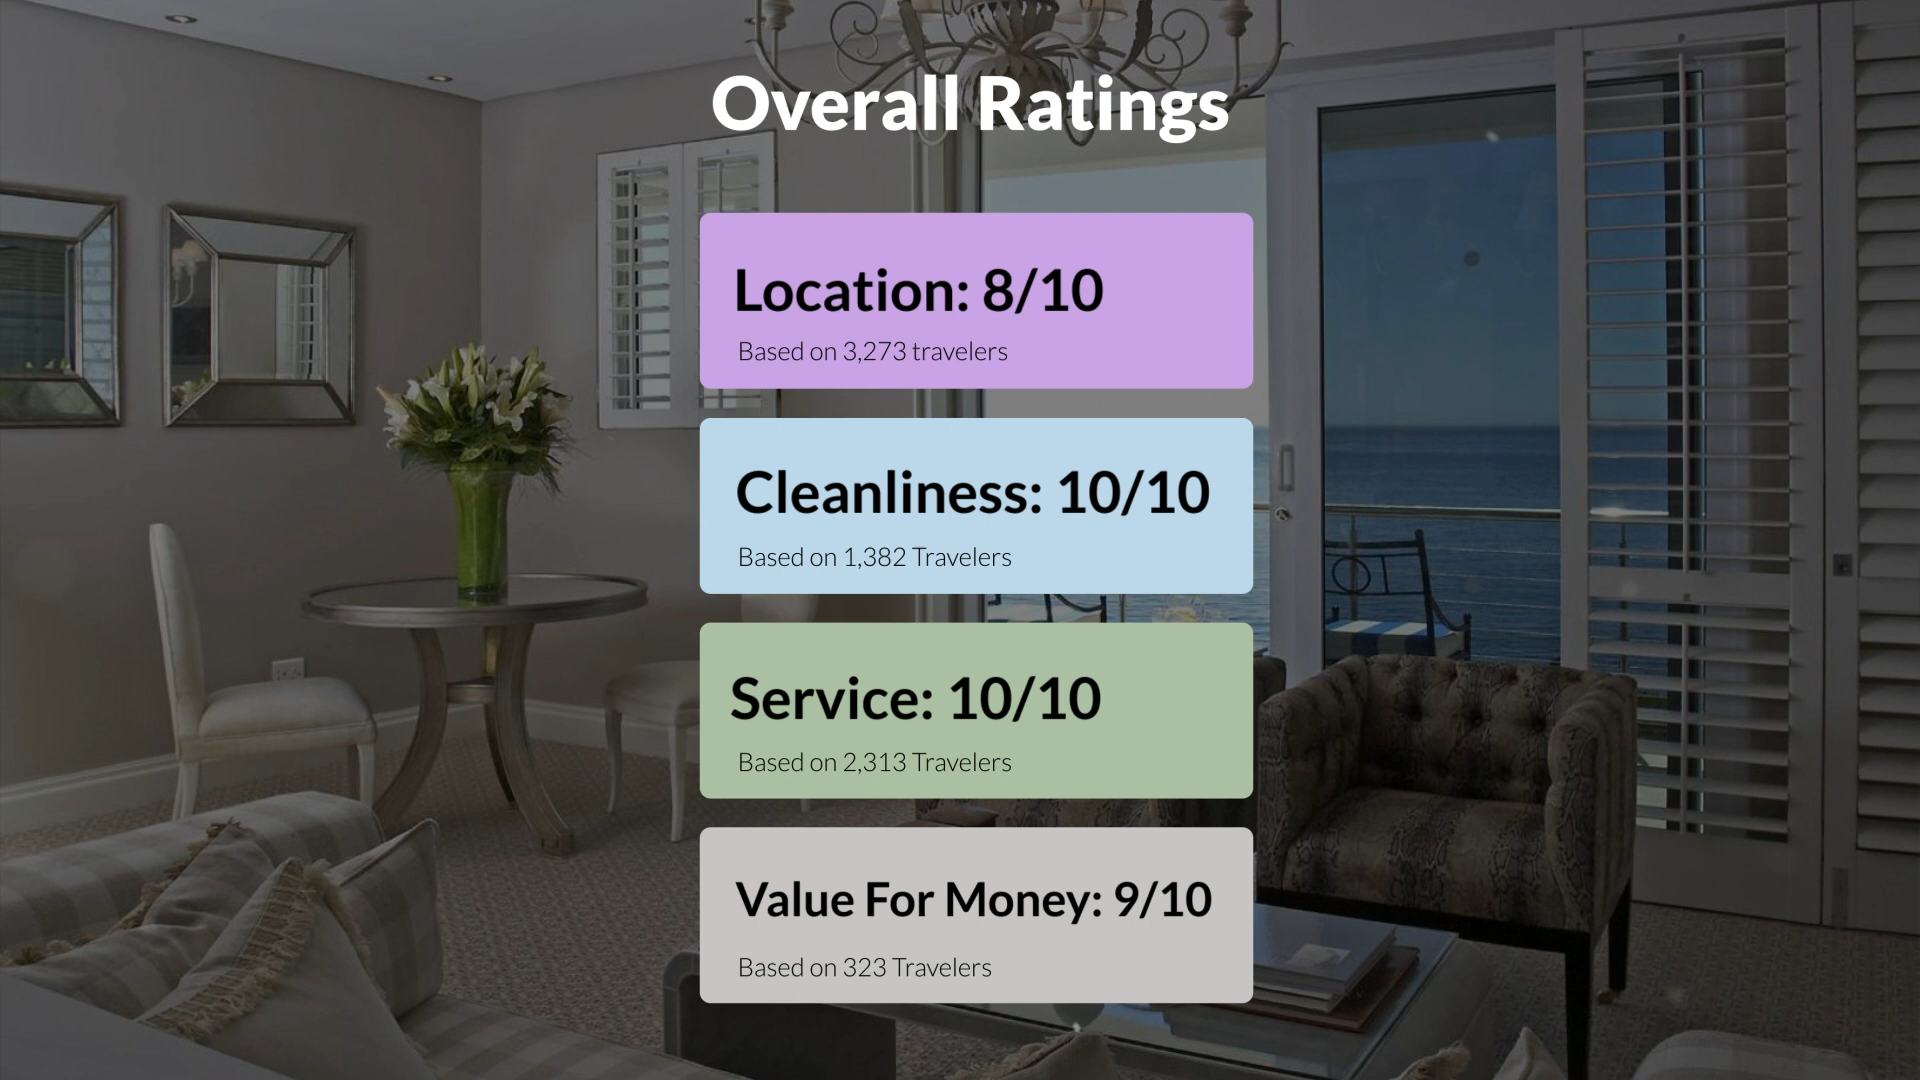 Overall Ratings
Location: 8/10
Based on 3,273 travelers
Cleanliness: 10/10
Based on 1,382 Travelers
Service: 10/10
Based on 2,313 Travelers
Value For Money: 9/10
Based on 323 Travelers